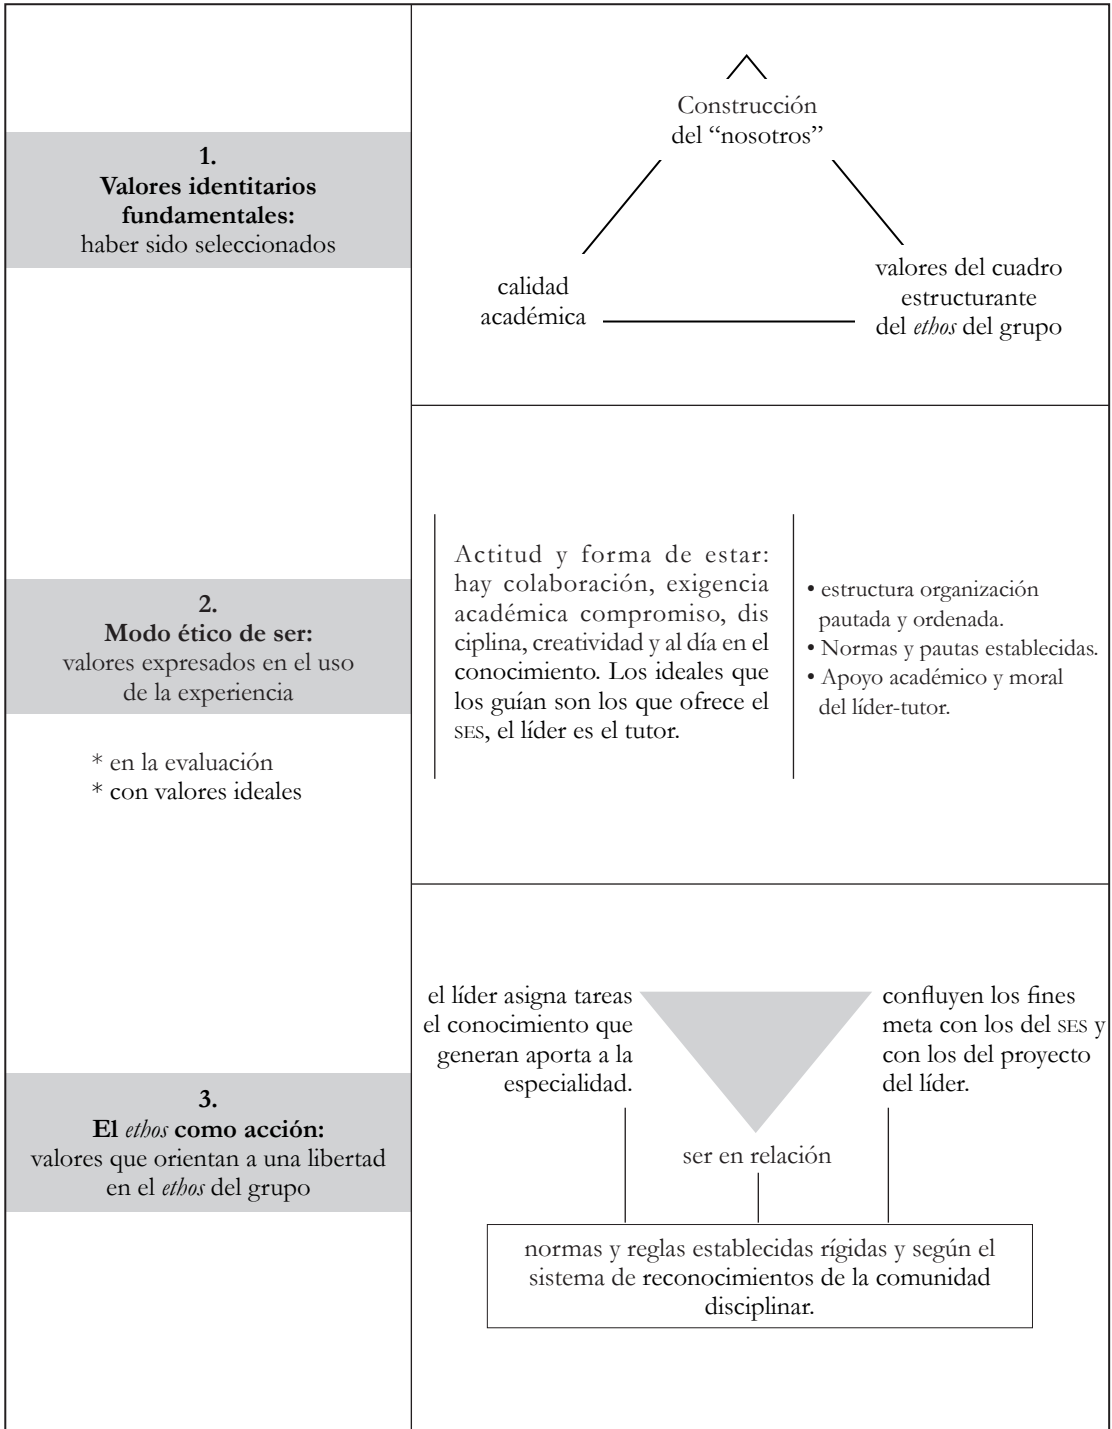 1.
Valores identitarios
fundamentales:
haber sido seleccionados
Construcción
del “nosotros”
calidad
académica
valores del cuadro
estructurante
del ethos del grupo
2.
Modo ético de ser:
valores expresados en el uso
de la experiencia
* en la evaluación
* con valores ideales
Actitud y forma de estar:
hay colaboración, exigencia
académica compromiso, dis
ciplina, creatividad y al día en el
conocimiento. Los ideales que
los guían son los que ofrece el
SES, el líder es el tutor.
• estructura organización
pautada y ordenada.
• Normas y pautas establecidas.
• Apoyo académico y moral
del líder-tutor.
3.
El ethos como acción:
valores que orientan a una libertad
en el ethos del grupo
el líder asigna tareas
el conocimiento que
generan aporta a la
especialidad.
confluyen los fines
meta con los del SES y
con los del proyecto
del líder.
ser en relación
normas y reglas establecidas rígidas y según el
sistema de reconocimientos de la comunidad
disciplinar.